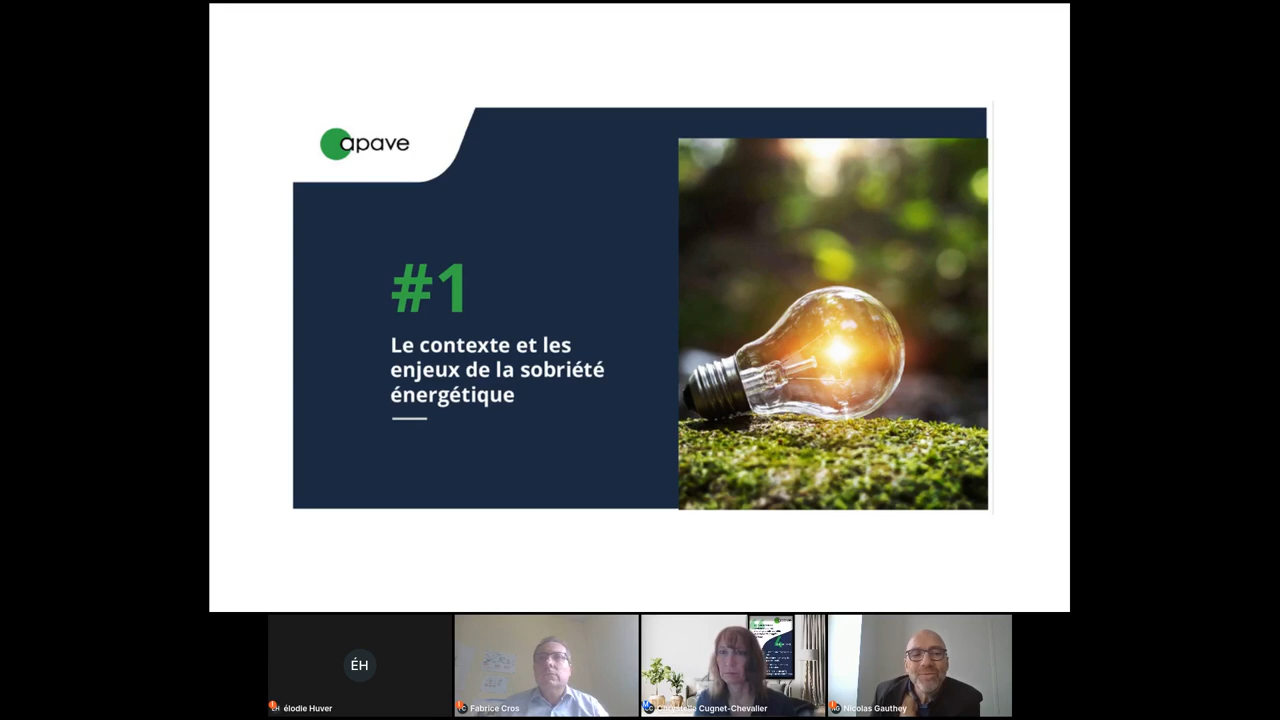 apave
#1
Le contexte et les
enjeux de la sobriété
énergétique
ÉH
élodie Huver
Fabrice Cros
Cugnet-Chevalier
Nicolas Gauthey